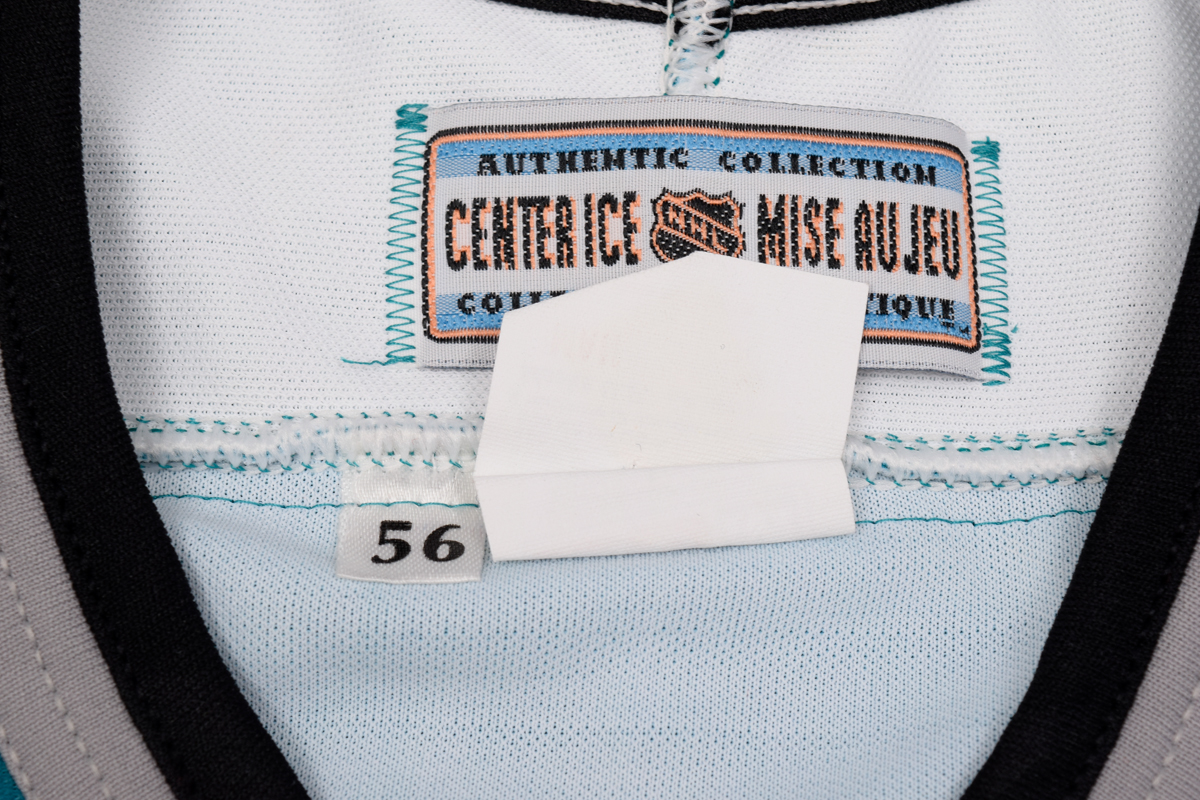 AUTHENTIC COLLECTION
CENTER ICE NHL MISE AU JEU
56